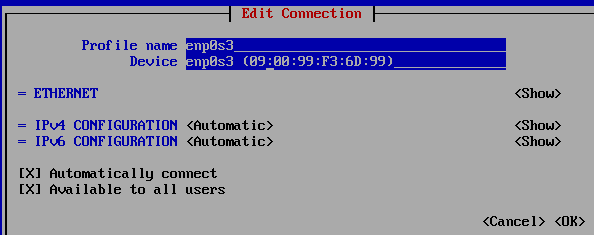 Edit Connection
Profile name enp0s3
Device enp0s3 (09:00:99:F3:6D:99)
= ETHERNET <Show>
= IPv4 CONFIGURATION <Automatic> <Show>
= IPv6 CONFIGURATION <Automatic> <Show>
[X] Automatically connect
[X] Available to all users
<Cancel> <OK>